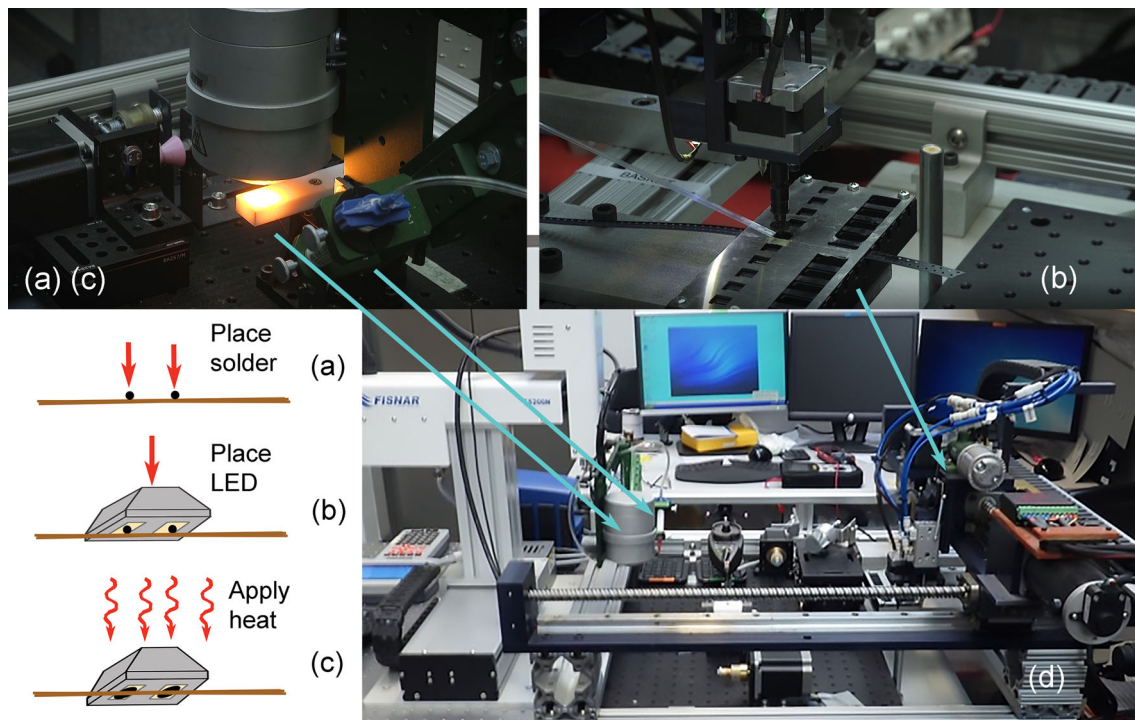 (a) (c)
(b)
Place
solder
(a)
Place
LED
(b)
Apply
heat
(c)
FISNAR
(d)